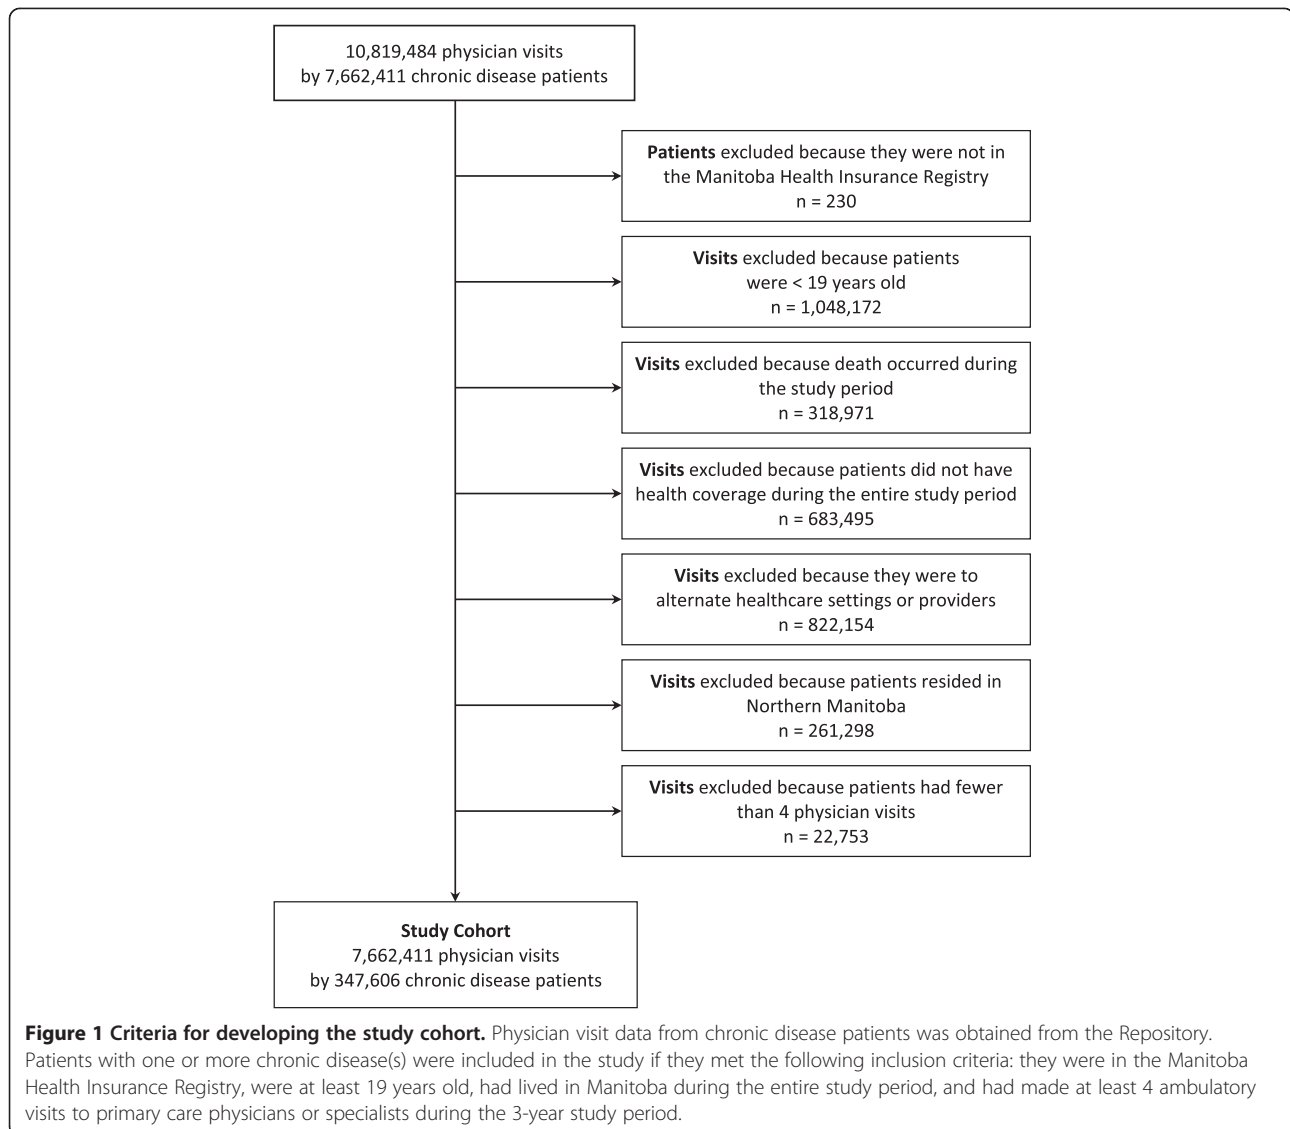 10,819,484 physician visits
by 7,662,411 chronic disease patients
Patients excluded because they were not in
the Manitoba Health Insurance Registry
n = 230
Visits excluded because patients
were < 19 years old
n = 1,048,172
Visits excluded because death occurred during
the study period
n = 318,971
Visits excluded because patients did not have
health coverage during the entire study period
n = 683,495
Visits excluded because they were to
alternate healthcare settings or providers
n = 822,154
Visits excluded because patients resided in
Northern Manitoba
n = 261,298
Visits excluded because patients had fewer
than 4 physician visits
n = 22,753
Study Cohort
7,662,411 physician visits
by 347,606 chronic disease patients
Figure 1 Criteria for developing the study cohort. Physician visit data from chronic disease patients was obtained from the Repository.
Patients with one or more chronic disease(s) were included in the study if they met the following inclusion criteria: they were in the Manitoba
Health Insurance Registry, were at least 19 years old, had lived in Manitoba during the entire study period, and had made at least 4 ambulatory
visits to primary care physicians or specialists during the 3-year study period.